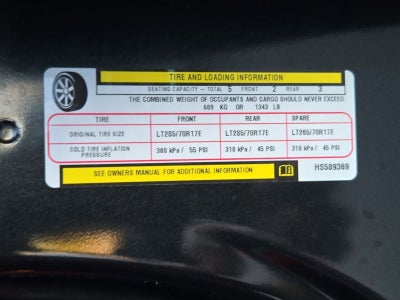 TIRE AND LOADING INFORMATION
SEATING CAPACITY - TOTAL 5 FRONT 2 REAR 3
THE COMBINED WEIGHT OF OCCUPANTS AND CARGO SHOULD NEVER EXCEED
609 KG OR 1343 LB
TIRE FRONT REAR SPARE
ORIGINAL TIRE SIZE LT285/70R17E LT285/70R17E LT285/70R17E
COLD TIRE INFLATION PRESSURE 380 kPa / 55 PSI 310 kPa / 45 PSI 310 kPa / 45 PSI
SEE OWNERS MANUAL FOR ADDITIONAL INFORMATION HS589369